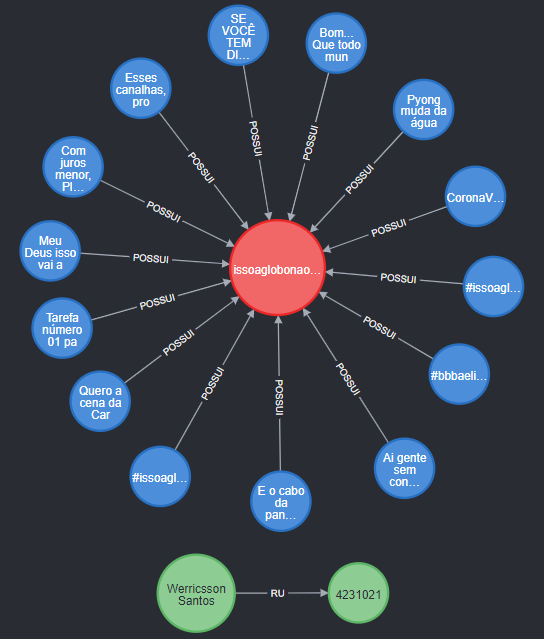 SE
VOCÊ
TEM
DI...
Bom...
Que todo
mun
Esses
canalhas,
pro
Pyong
muda da
água
POSSUI
POSSUI
POSSUI
POSSUI
Com
juros
menor,
Pl...
POSSUI
CoronaV...
POSSUI
Meu
Deus isso
vai a
POSSUI
issoaglobonao...
POSSUI
#issoagl...
Tarefa
número
01 pa
POSSUI
POSSUI
POSSUI
#bbbaeli...
Quero a
cena da
Car
POSSUI
POSSUI
POSSUI
#issoagl...
Ai gente
sem
con...
E o cabo
da
pan...
Werricsson
Santos
RU
4231021